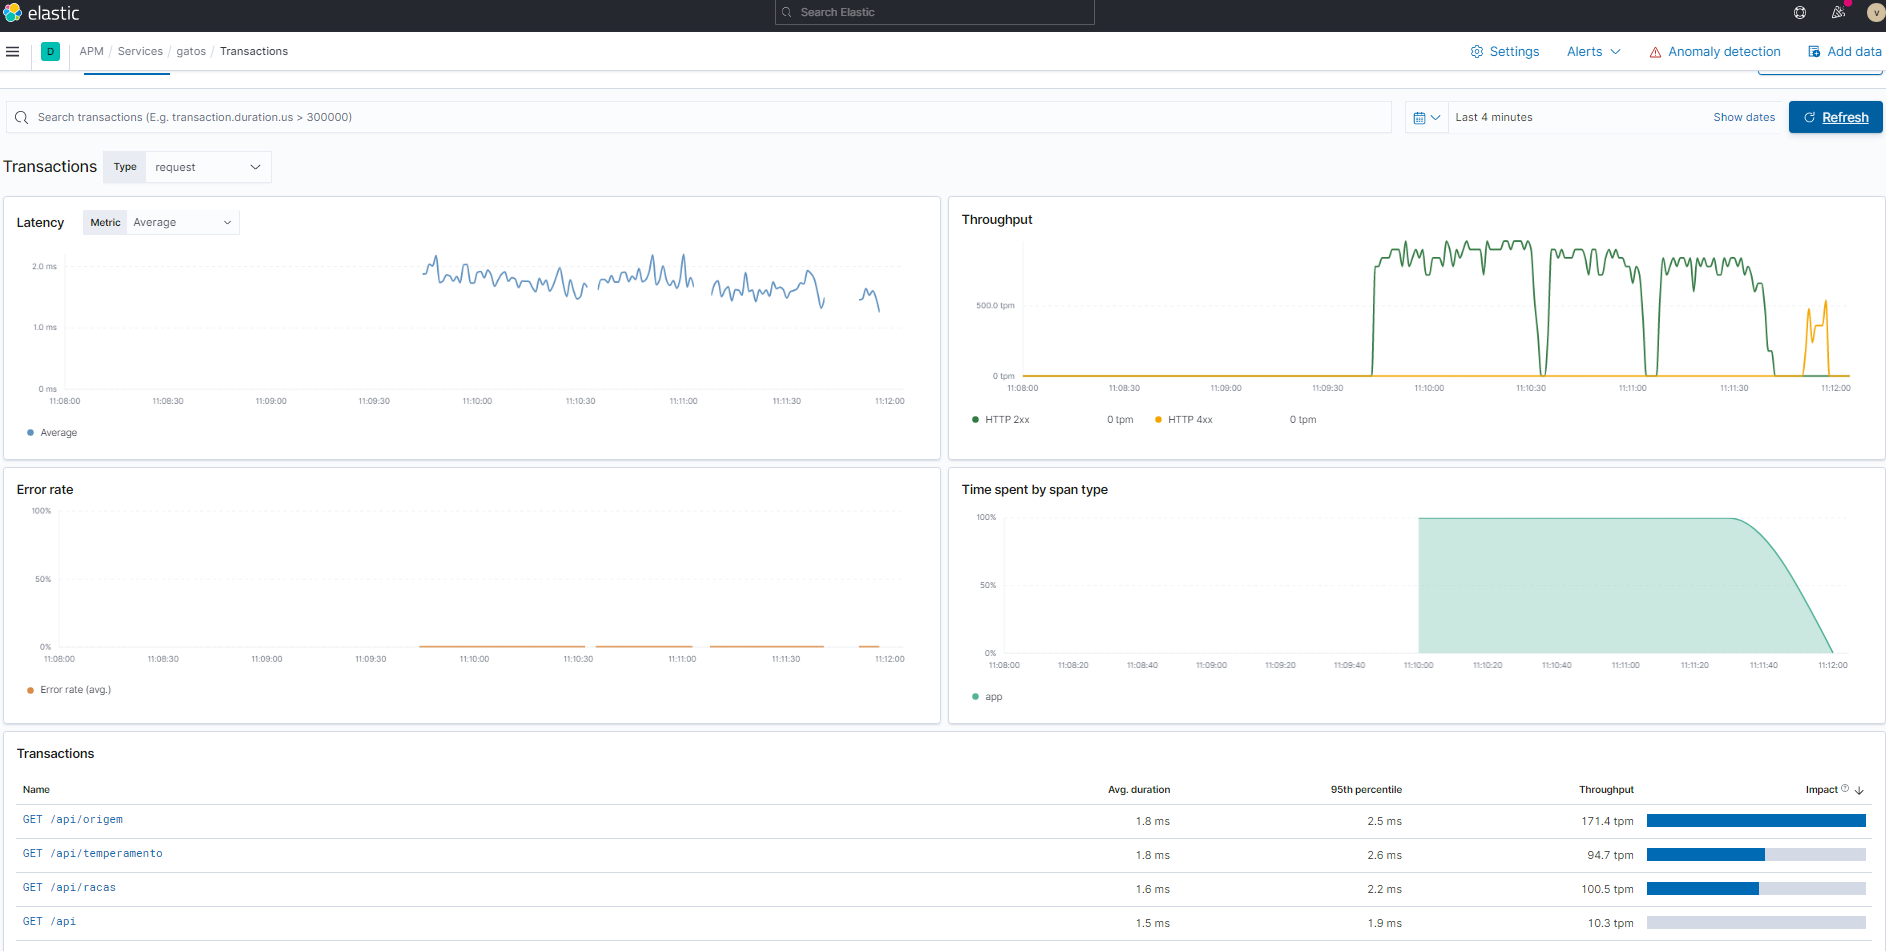 elastic
Search Elastic
v
D
APM / Services / gatos / Transactions
Settings
Alerts
Anomaly detection
Add data
Search transactions (E.g. transaction.duration.us > 300000)
Last 4 minutes
Show dates
Refresh
Transactions
Type
request
Latency
Metric
Average
2.0 ms
1.0 ms
0 ms
11:08:00 11:08:30 11:09:00 11:09:30 11:10:00 11:10:30 11:11:00 11:11:30 11:12:00
Average
Throughput
500.0 tpm
0 tpm
11:08:00 11:08:30 11:09:00 11:09:30 11:10:00 11:10:30 11:11:00 11:11:30 11:12:00
HTTP 2xx 0 tpm HTTP 4xx 0 tpm
Error rate
100%
50%
0%
11:08:00 11:08:30 11:09:00 11:09:30 11:10:00 11:10:30 11:11:00 11:11:30 11:12:00
Error rate (avg.)
Time spent by span type
100%
50%
0%
11:08:00 11:08:20 11:08:40 11:09:00 11:09:20 11:09:40 11:10:00 11:10:20 11:10:40 11:11:00 11:11:20 11:11:40 11:12:00
app
Transactions
Name Avg. duration 95th percentile Throughput Impact
GET /api/origem 1.8 ms 2.5 ms 171.4 tpm
GET /api/temperamento 1.8 ms 2.6 ms 94.7 tpm
GET /api/racas 1.6 ms 2.2 ms 100.5 tpm
GET /api 1.5 ms 1.9 ms 10.3 tpm